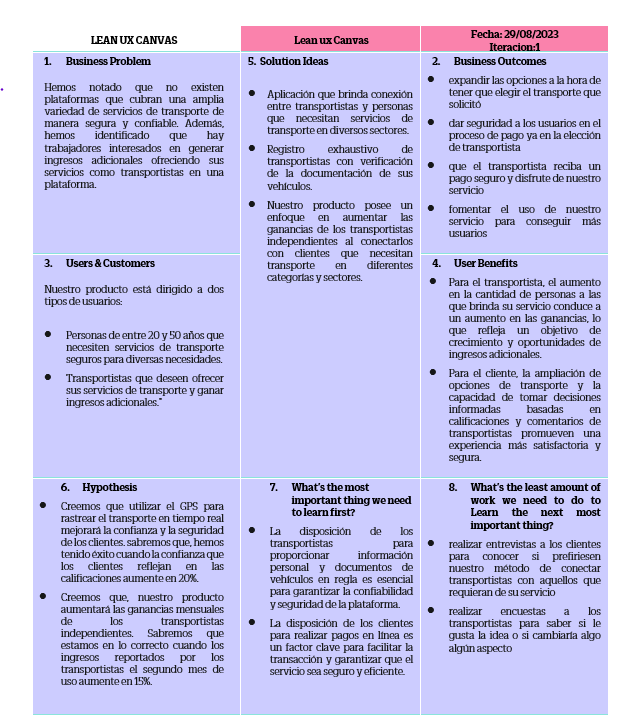 LEAN UX CANVAS
Lean ux Canvas
Fecha: 29/08/2023
Iteracion:1
1. Business Problem
Hemos notado que no existen
plataformas que cubran una amplia
variedad de servicios de transporte de
manera segura y confiable. Además,
hemos identificado que hay
trabajadores interesados en generar
ingresos adicionales ofreciendo sus
servicios como transportistas en una
plataforma.
5. Solution Ideas
● Aplicación que brinda conexión
entre transportistas y personas
que necesitan servicios de
transporte en diversos sectores.
● Registro exhaustivo de
transportistas con verificación
de la documentación de sus
vehículos.
● Nuestro producto posee un
enfoque en aumentar las
ganancias de los transportistas
independientes al conectarlos
con clientes que necesitan
transporte en diferentes
categorías y sectores.
2. Business Outcomes
● expandir las opciones a la hora de
tener que elegir el transporte que
solicitó
● dar seguridad a los usuarios en el
proceso de pago ya en la elección
de transportista
● que el transportista reciba un
pago seguro y disfrute de nuestro
servicio
● fomentar el uso de nuestro
servicio para conseguir más
usuarios
3. Users & Customers
Nuestro producto está dirigido a dos
tipos de usuarios:
● Personas de entre 20 y 50 años que
necesiten servicios de transporte
seguros para diversas necesidades.
● Transportistas que deseen ofrecer
sus servicios de transporte y ganar
ingresos adicionales."
4. User Benefits
● Para el transportista, el aumento
en la cantidad de personas a las
que brinda su servicio conduce a
un aumento en las ganancias, lo
que refleja un objetivo de
crecimiento y oportunidades de
ingresos adicionales.
● Para el cliente, la ampliación de
opciones de transporte y la
capacidad de tomar decisiones
informadas basadas en
calificaciones y comentarios de
transportistas promueven una
experiencia más satisfactoria y
segura.
6. Hypothesis
● Creemos que utilizar el GPS para
rastrear el transporte en tiempo real
mejorará la confianza y la seguridad
de los clientes. sabremos que, hemos
tenido éxito cuando la confianza que
los clientes reflejan en las
calificaciones aumente en 20%.
● Creemos que, nuestro producto
aumentará las ganancias mensuales
de los transportistas
independientes. Sabremos que
estamos en lo correcto cuando los
ingresos reportados por los
transportistas el segundo mes de
uso aumente en 15%.
7. What's the most
important thing we need
to learn first?
● La disposición de los
transportistas para
proporcionar información
personal y documentos de
vehículos en regla es esencial
para garantizar la confiabilidad
y seguridad de la plataforma.
● La disposición de los clientes
para realizar pagos en línea es
un factor clave para facilitar la
transacción y garantizar que el
servicio sea seguro y eficiente.
8. What's the least amount of
work we need to do to
Learn the next most
important thing?
● realizar entrevistas a los clientes
para conocer si prefiriesen
nuestro método de conectar
transportistas con aquellos que
requieran de su servicio
● realizar encuestas a los
transportistas para saber si le
gusta la idea o si cambiaría algo
algún aspecto